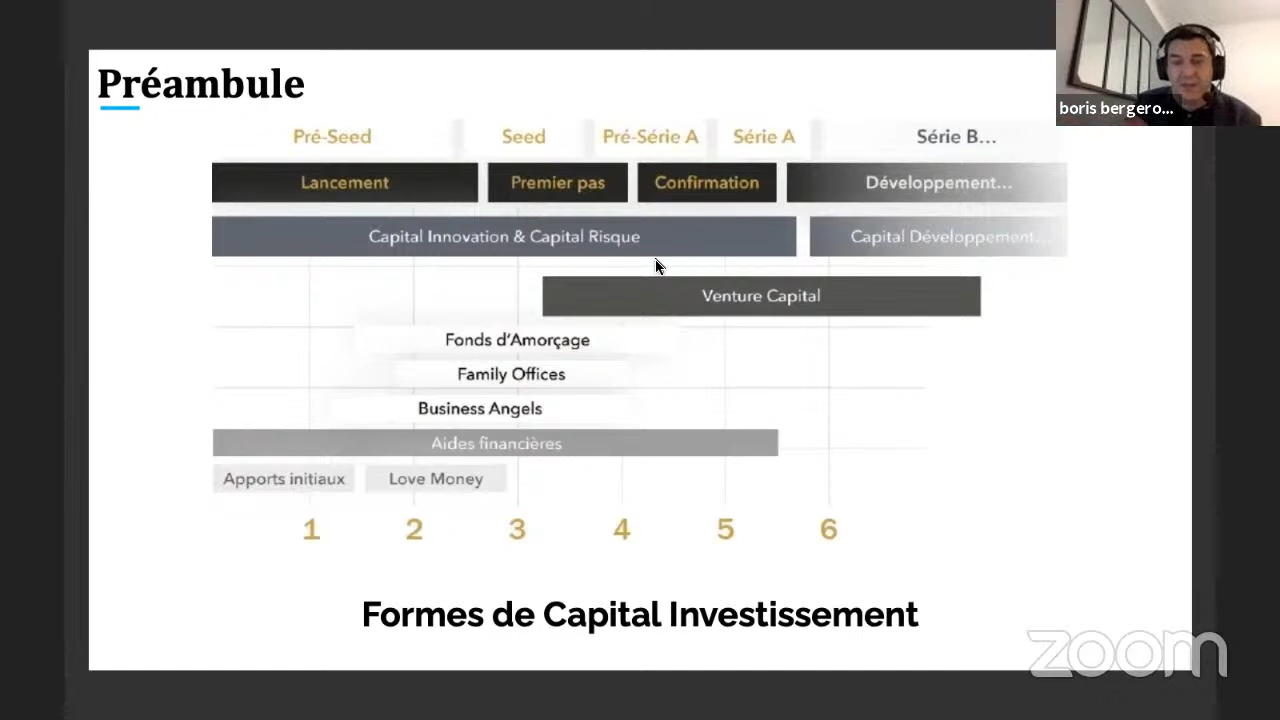 Préambule
boris bergero...
Pré-Seed Seed Pré-Série A Série A Série B...
Lancement Premier pas Confirmation Développement...
Capital Innovation & Capital Risque Capital Développement...
Venture Capital
Fonds d'Amorçage
Family Offices
Business Angels
Aides financières
Apports initiaux Love Money
1 2 3 4 5 6
Formes de Capital Investissement
zoom